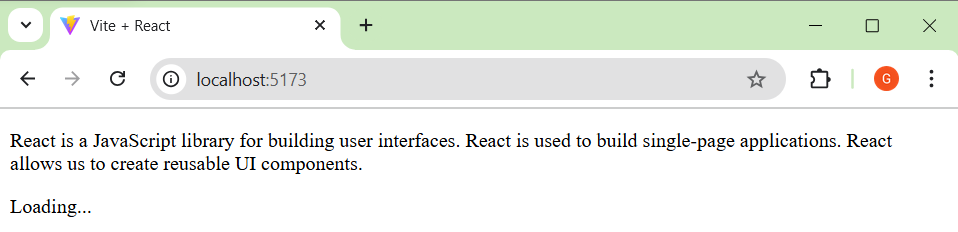 Vite + React
localhost:5173
G
React is a JavaScript library for building user interfaces. React is used to build single-page applications. React
allows us to create reusable UI components.
Loading...